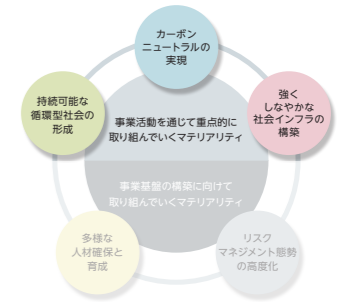 カーボン
ニュートラルの
実現
持続可能な
循環型社会の
形成
強く
しなやかな
社会インフラの
構築
事業活動を通じて重点的に
取り組んでいくマテリアリティ
事業基盤の構築に向けて
取り組んでいくマテリアリティ
多様な
人材確保と
育成
リスク
マネジメント態勢
の高度化